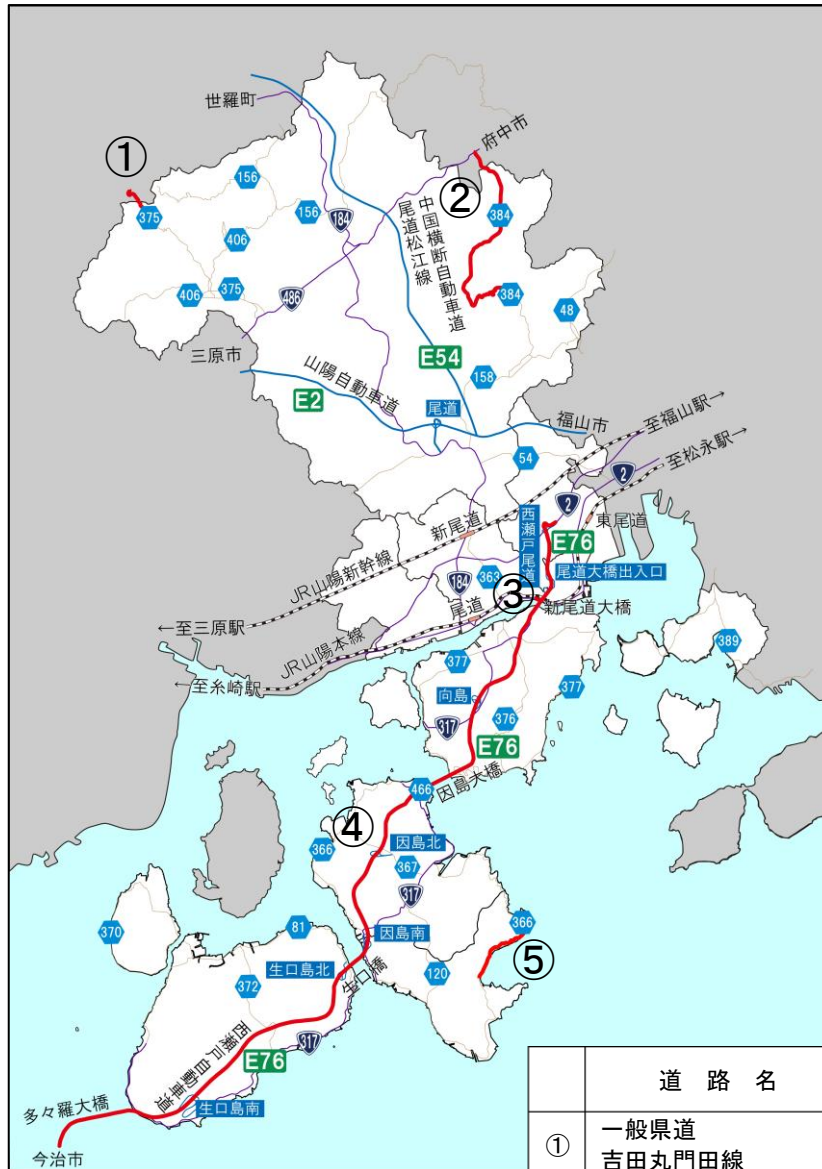 世羅町
府中市
①
156
②
384
375
156
184
中国横断自動車道
尾道松江線
406
406
375
486
384
48
三原市
E54
山陽自動車道
158
E2
尾道
福山市
至福山駅→
至松永駅→
54
2
2
西瀬戸尾道
東尾道
新尾道
E76
尾道大橋出入口
JR山陽新幹線
184
363
③
新尾道大橋
尾道
←至三原駅
JR山陽本線
377
389
←至糸崎駅
377
向島
317
376
E76
因島大橋
466
④
366
因島北
367
317
370
81
因島南
366
⑤
生口島北
生口橋
120
372
317
西瀬戸自動車道
E76
多々羅大橋
生口島南
今治市
道路名
①
一般県道
吉田丸門田線